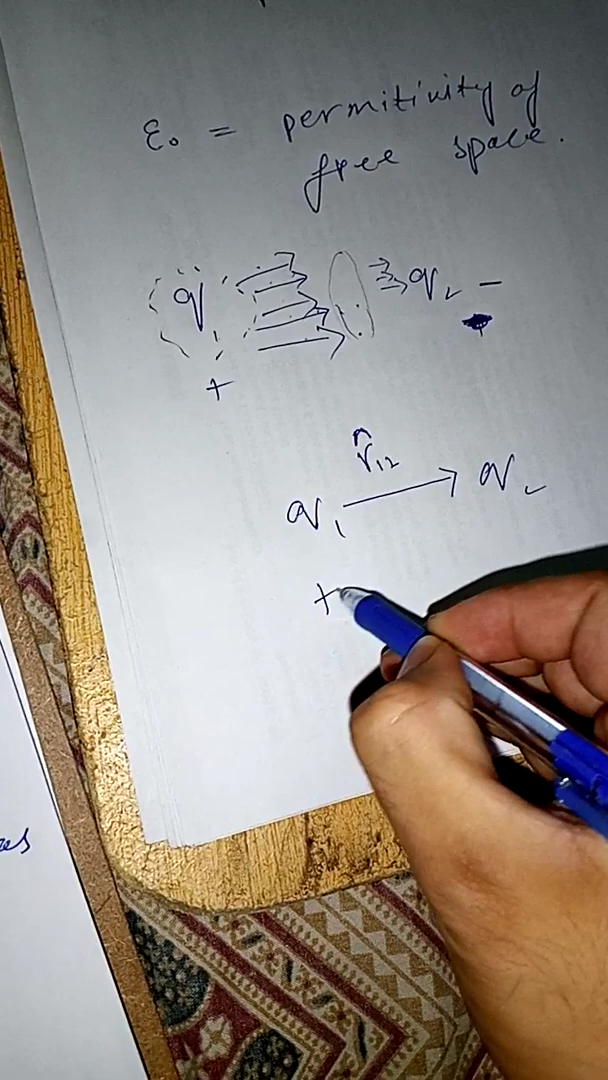 ε₀ = permitivity of
free space.
q₁ q₂ −
+
r̂₁₂
q₁ → q₂
+